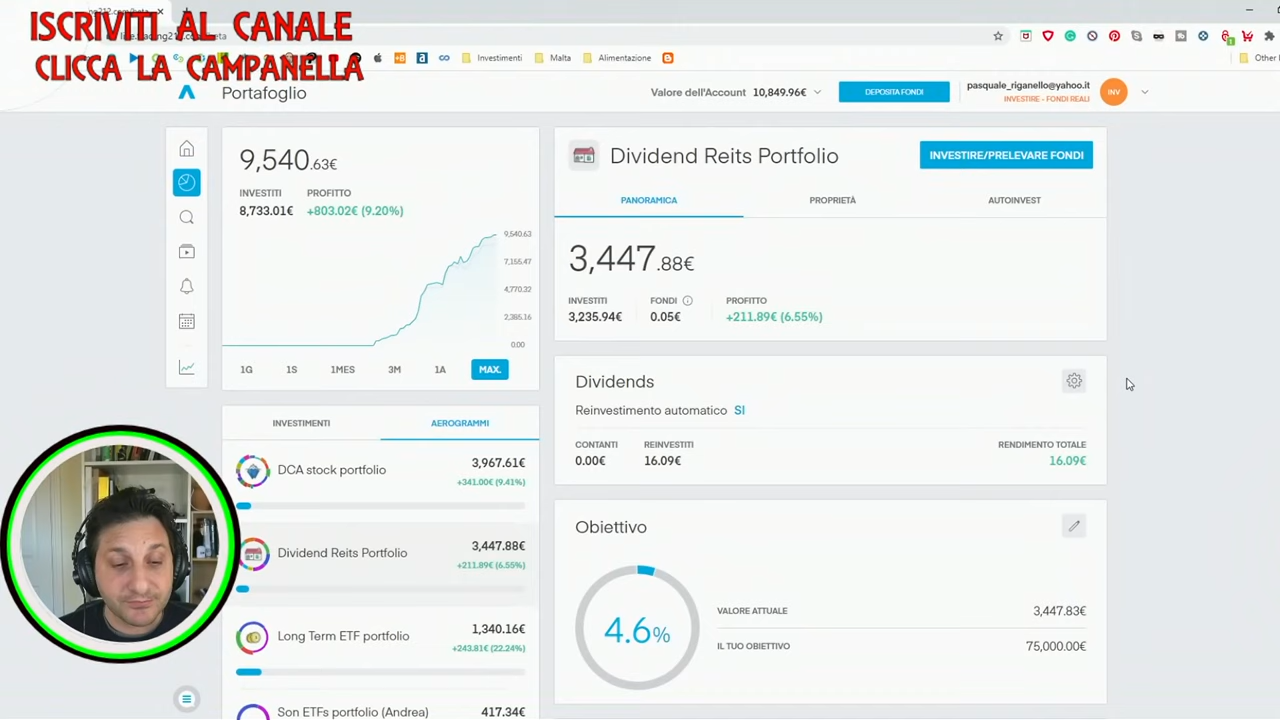 ISCRIVITI AL CANALE
CLICCA LA CAMPANELLA
Investimenti
Malta
Alimentazione
Other
Portafoglio
Valore dell'Account 10,849.96€
DEPOSITA FONDI
pasquale_riganello@yahoo.it
INVESTIRE - FONDI REALI
INV
9,540.63€
INVESTITI PROFITTO
8,733.01€ +803.02€ (9.20%)
9,540.63
7,155.47
4,770.32
2,385.16
0.00
1G 1S 1MES 3M 1A MAX.
INVESTIMENTI AEROGRAMMI
DCA stock portfolio 3,967.61€
+341.00€ (9.41%)
Dividend Reits Portfolio 3,447.88€
+211.89€ (6.55%)
Long Term ETF portfolio 1,340.16€
+243.81€ (22.24%)
Son ETFs portfolio (Andrea) 417.34€
Dividend Reits Portfolio
INVESTIRE/PRELEVARE FONDI
PANORAMICA PROPRIETÀ AUTOINVEST
3,447.88€
INVESTITI FONDI PROFITTO
3,235.94€ 0.05€ +211.89€ (6.55%)
Dividends
Reinvestimento automatico SI
CONTANTI REINVESTITI RENDIMENTO TOTALE
0.00€ 16.09€ 16.09€
Obiettivo
4.6%
VALORE ATTUALE 3,447.83€
IL TUO OBIETTIVO 75,000.00€